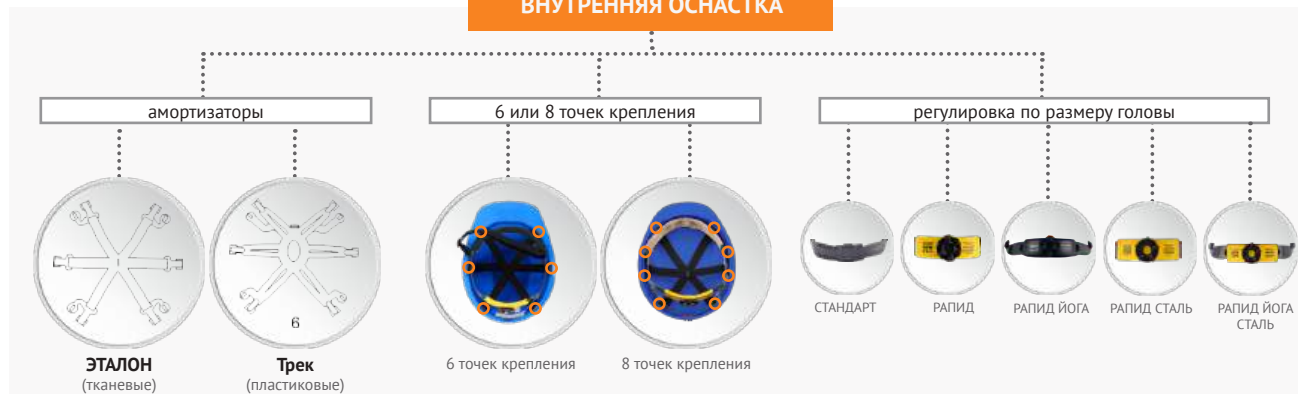 ВНУТРЕННЯЯ ОСНАСТКА
амортизаторы
6 или 8 точек крепления
регулировка по размеру головы
6
ЭТАЛОН
(тканевые)
Трек
(пластиковые)
6 точек крепления
8 точек крепления
СТАНДАРТ
РАПИД
РАПИД ЙОГА
РАПИД СТАЛЬ
РАПИД ЙОГА
СТАЛЬ